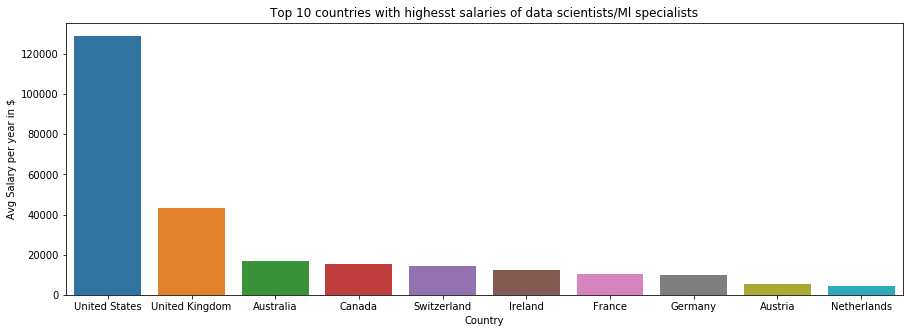 Top 10 countries with highesst salaries of data scientists/Ml specialists
Avg Salary per year in $
120000
100000
80000
60000
40000
20000
0
United States United Kingdom Australia Canada Switzerland Ireland France Germany Austria Netherlands
Country